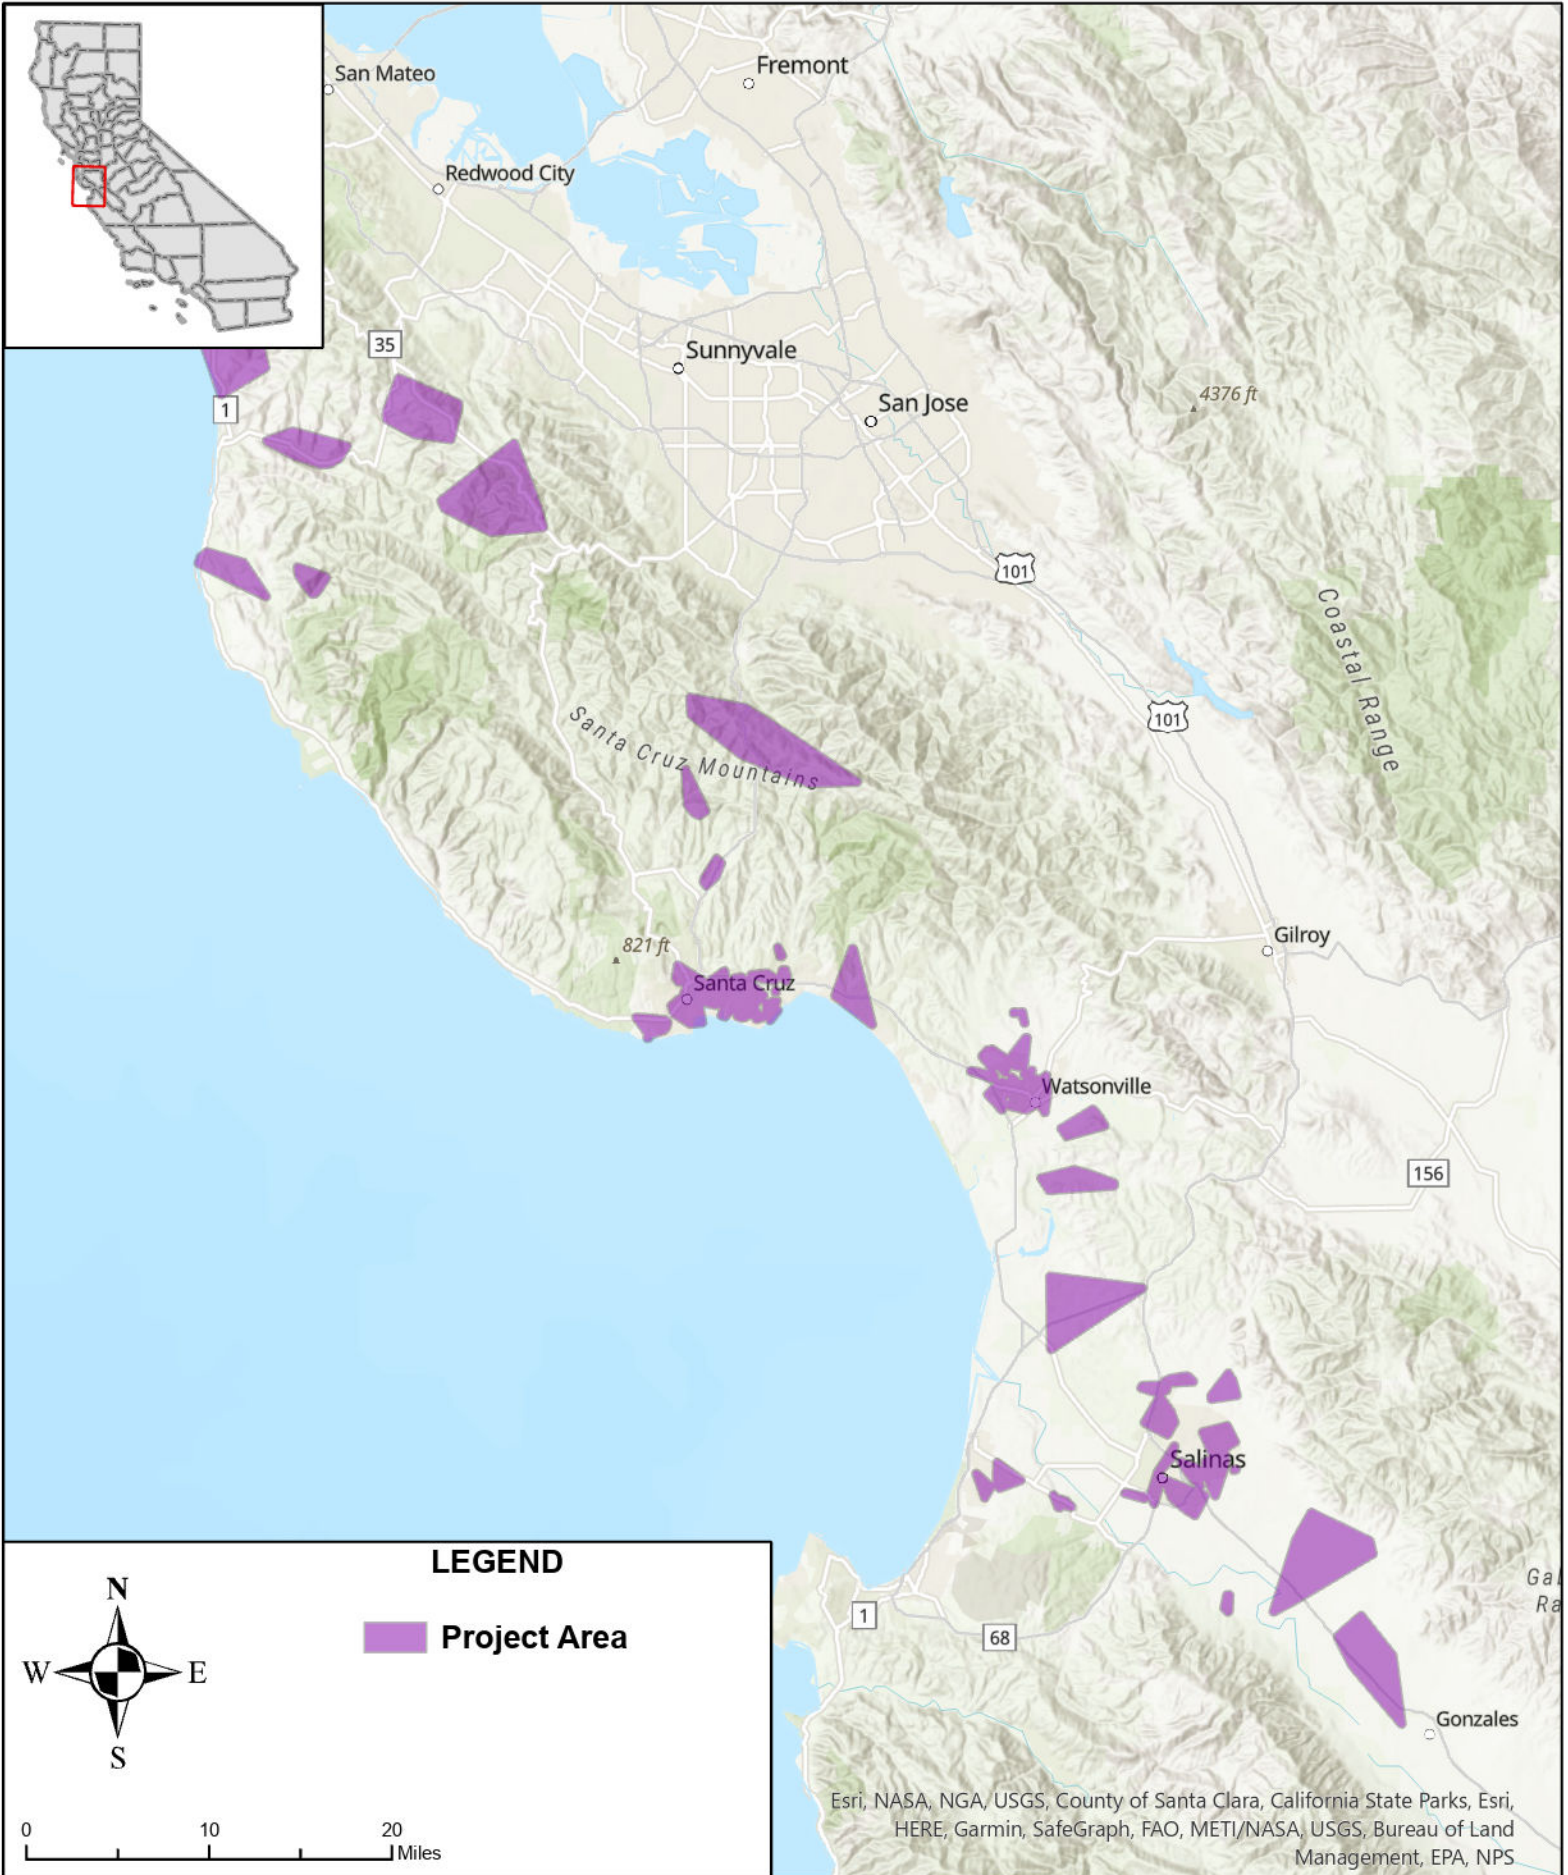 San Mateo
Fremont
Redwood City
35
Sunnyvale
San Jose
4376 ft
1
101
Coastal Range
101
Santa Cruz Mountains
821 ft
Gilroy
Santa Cruz
Watsonville
156
Salinas
LEGEND
Project Area
N
W E
S
1
68
Gonzales
0 10 20
Miles
Esri, NASA, NGA, USGS, County of Santa Clara, California State Parks, Esri,
HERE, Garmin, SafeGraph, FAO, METI/NASA, USGS, Bureau of Land
Management, EPA, NPS